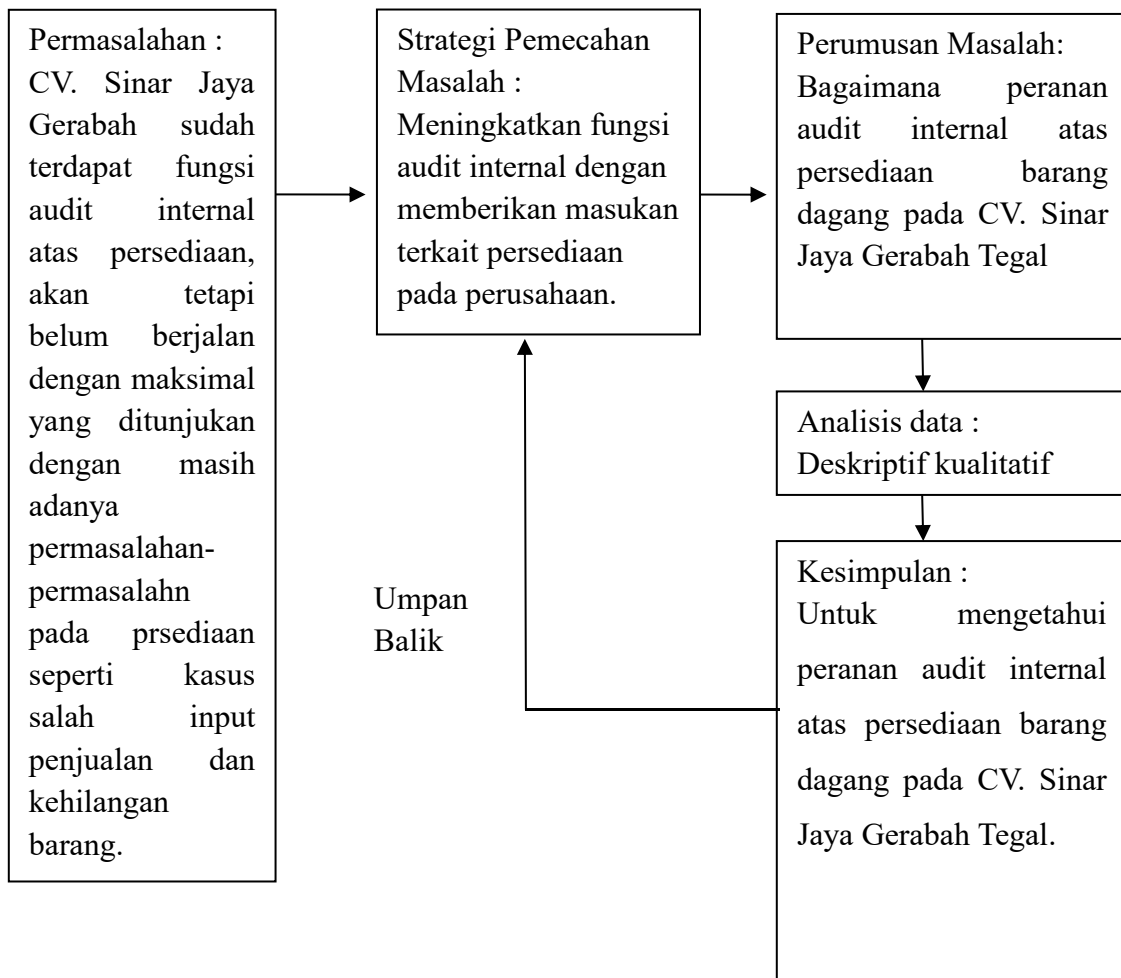 Permasalahan :
CV. Sinar Jaya
Gerabah sudah
terdapat fungsi
audit internal
atas persediaan,
akan tetapi
belum berjalan
dengan maksimal
yang ditunjukan
dengan masih
adanya
permasalahan-
permasalahn
pada prsediaan
seperti kasus
salah input
penjualan dan
kehilangan
barang.
Strategi Pemecahan
Masalah :
Meningkatkan fungsi
audit internal dengan
memberikan masukan
terkait persediaan
pada perusahaan.
Perumusan Masalah:
Bagaimana peranan
audit internal atas
persediaan barang
dagang pada CV. Sinar
Jaya Gerabah Tegal
Analisis data :
Deskriptif kualitatif
Kesimpulan :
Untuk mengetahui
peranan audit internal
atas persediaan barang
dagang pada CV. Sinar
Jaya Gerabah Tegal.
Umpan
Balik